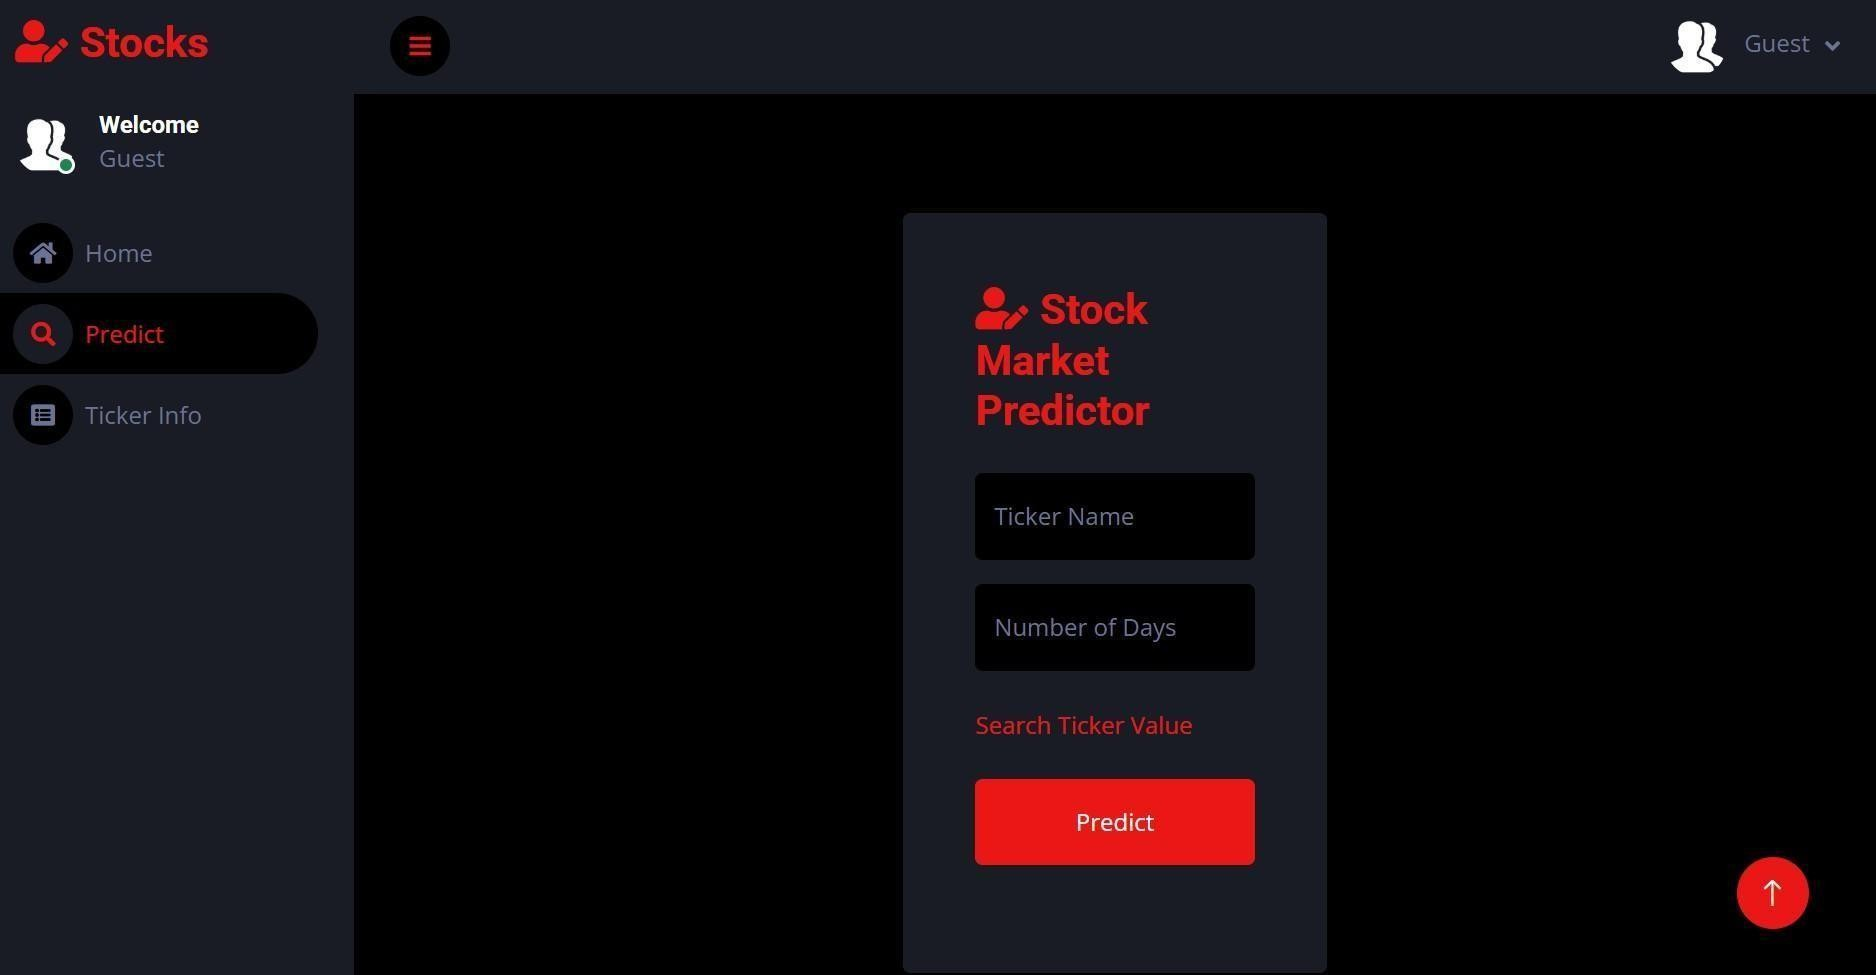 Stocks
Guest
Welcome
Guest
Home
Predict
Ticker Info
Stock
Market
Predictor
Ticker Name
Number of Days
Search Ticker Value
Predict